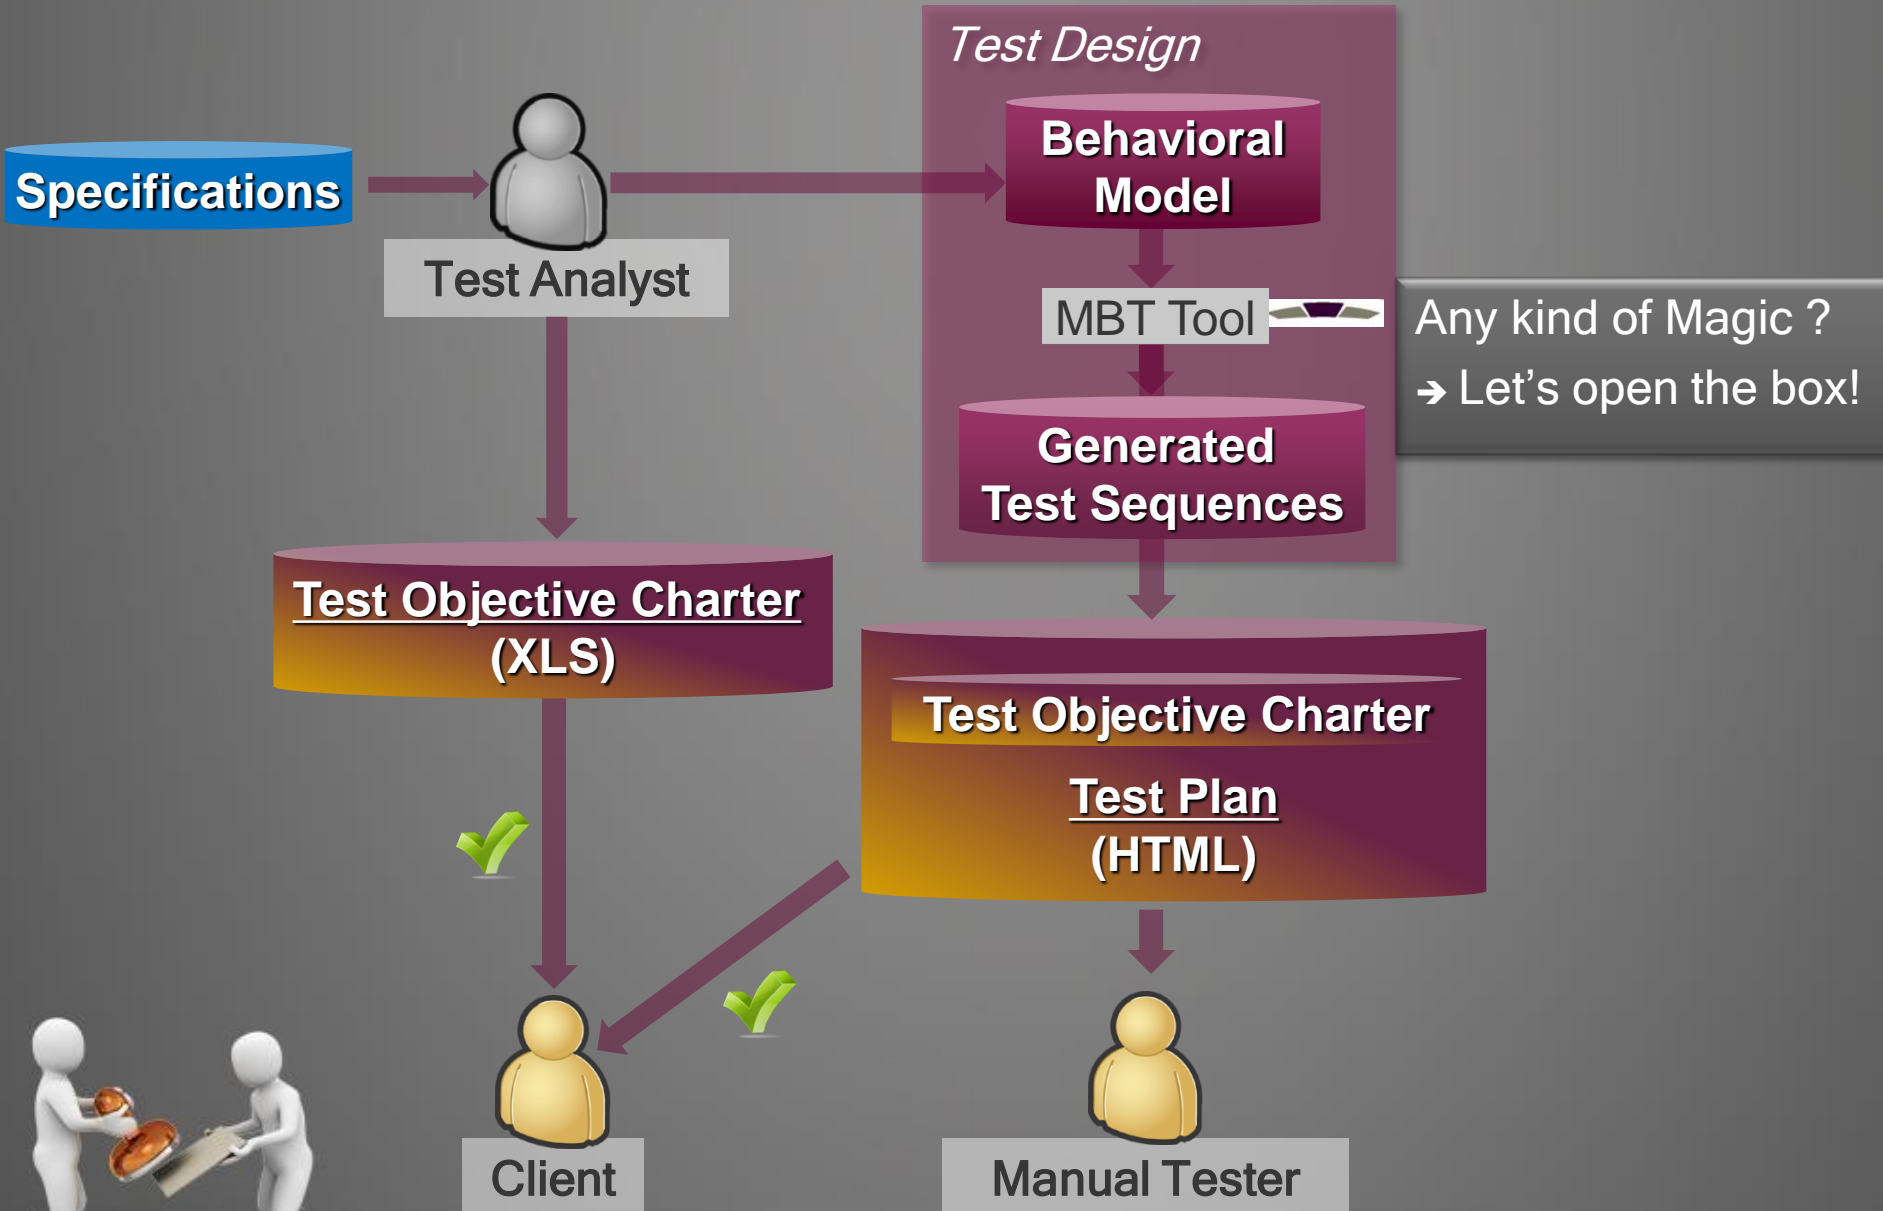 Test Design
Behavioral
Model
Specifications
Test Analyst
MBT Tool
Any kind of Magic ?
➔ Let’s open the box!
Generated
Test Sequences
Test Objective Charter
(XLS)
Test Objective Charter
Test Plan
(HTML)
Client
Manual Tester